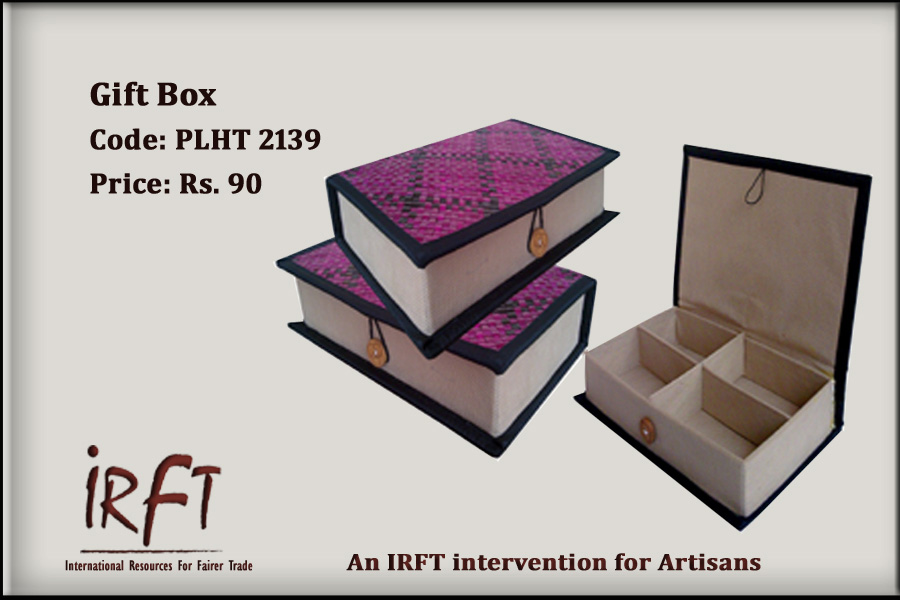 Gift Box
Code: PLHT 2139
Price: Rs. 90
iRFT
International Resources For Fairer Trade
An IRFT intervention for Artisans